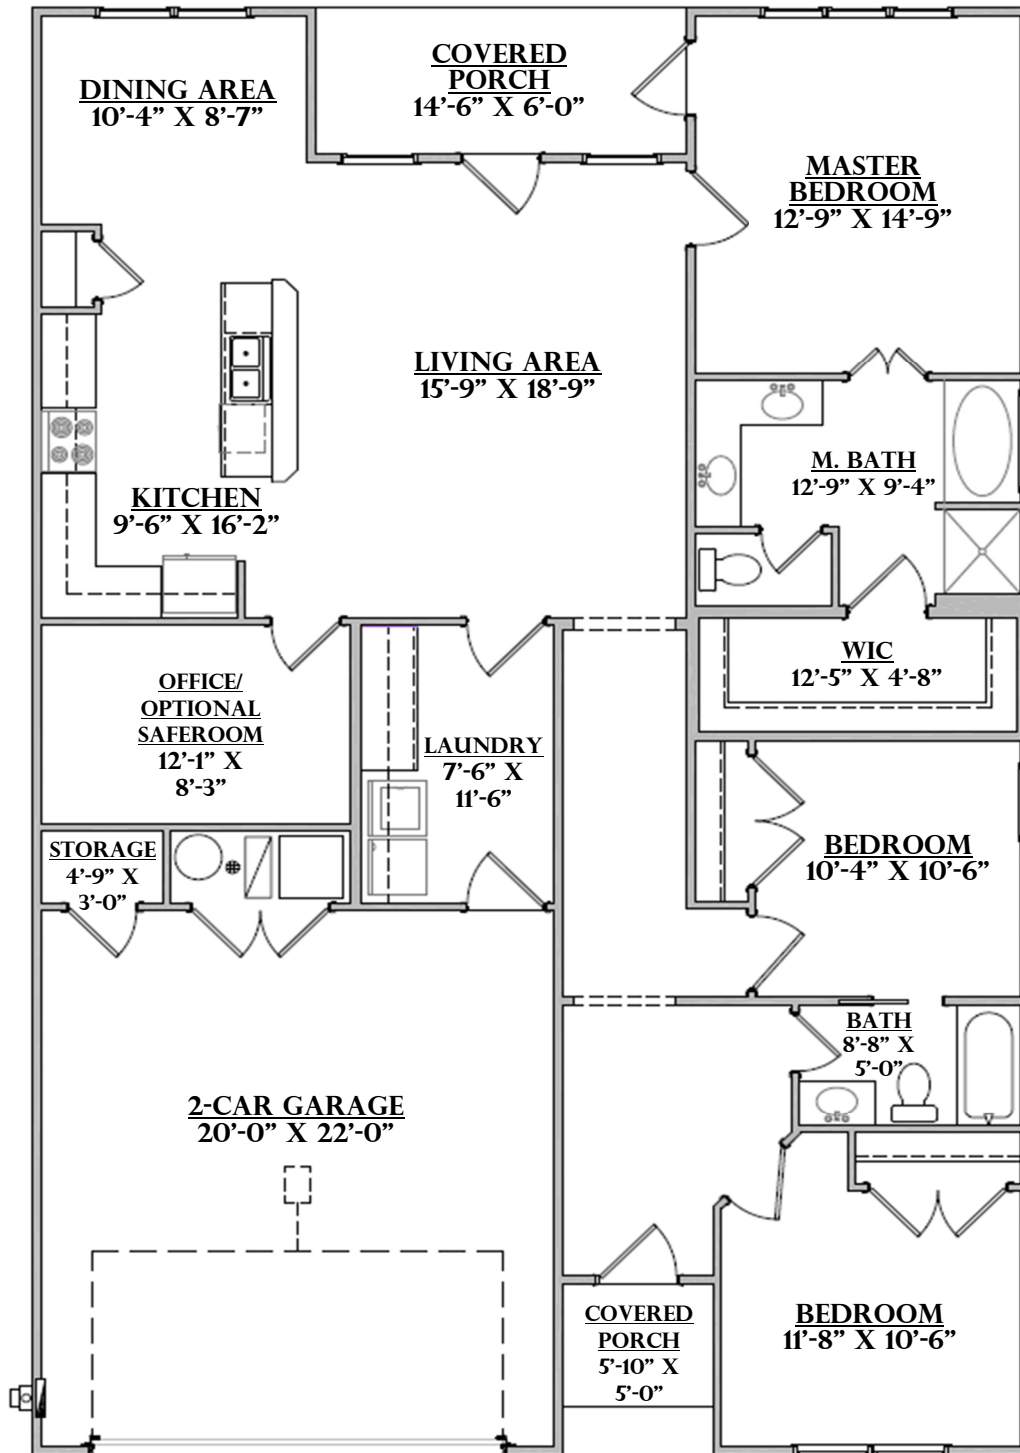 DINING AREA
10'-4" X 8'-7"
COVERED
PORCH
14'-6" X 6'-0"
MASTER
BEDROOM
12'-9" X 14'-9"
LIVING AREA
15'-9" X 18'-9"
KITCHEN
9'-6" X 16'-2"
M. BATH
12'-9" X 9'-4"
WIC
12'-5" X 4'-8"
OFFICE/
OPTIONAL
SAFEROOM
12'-1" X
8'-3"
LAUNDRY
7'-6" X
11'-6"
STORAGE
4'-9" X
3'-0"
BEDROOM
10'-4" X 10'-6"
BATH
8'-8" X
5'-0"
2-CAR GARAGE
20'-0" X 22'-0"
COVERED
PORCH
5'-10" X
5'-0"
BEDROOM
11'-8" X 10'-6"